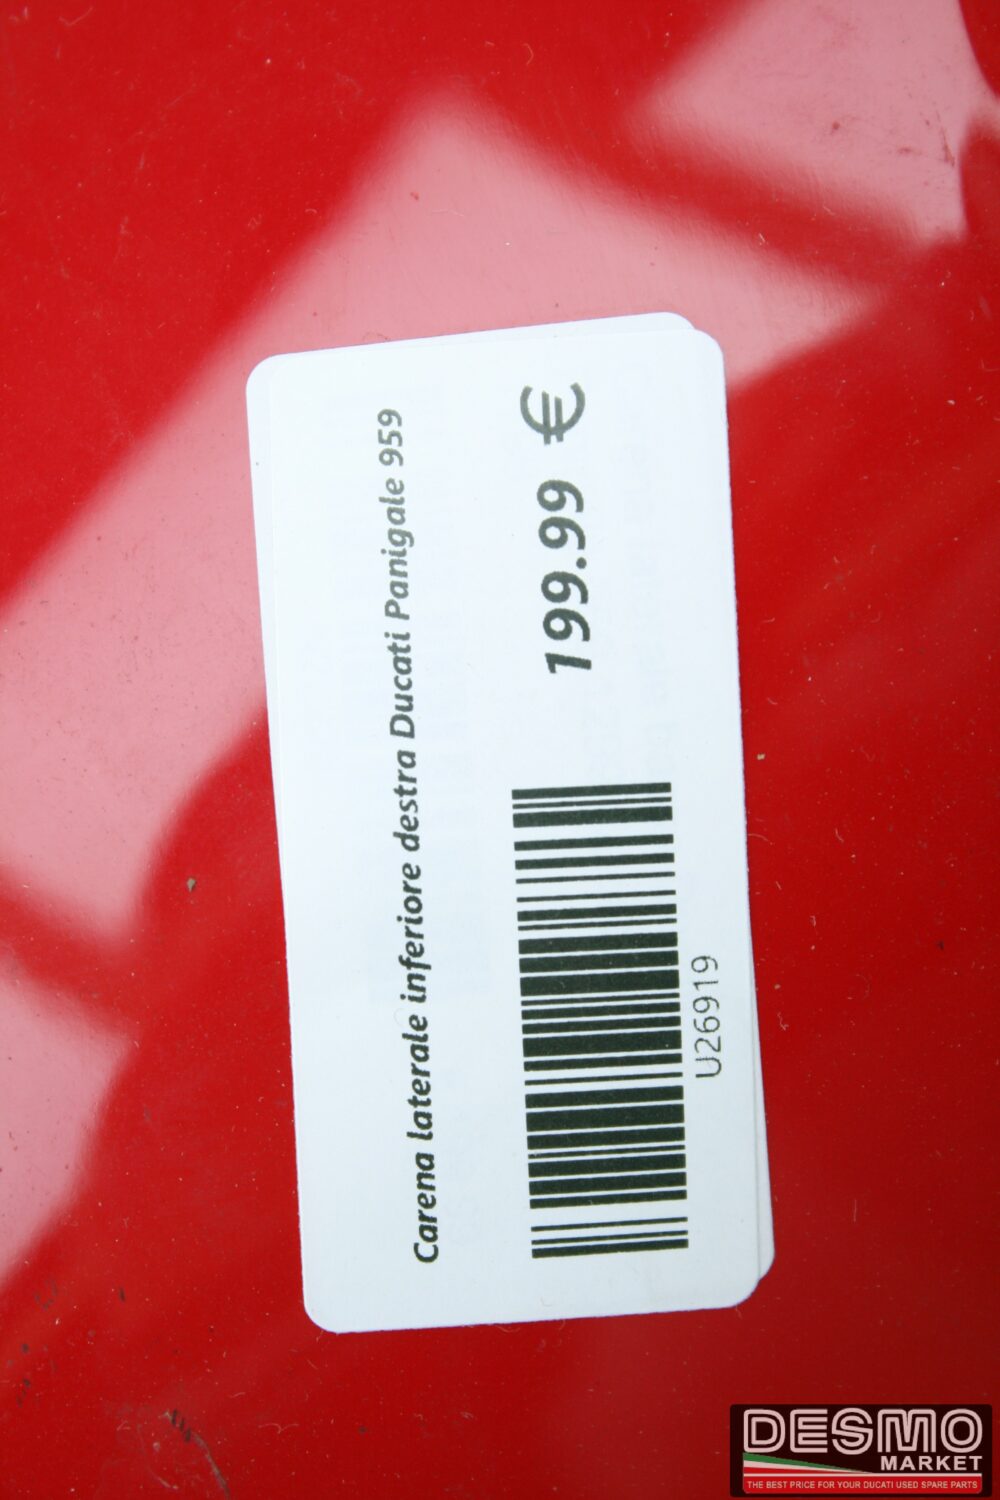 Carena laterale inferiore destra Ducati Panigale 959
199.99 €
U26919
DESMO
MARKET
THE BEST PRICE FOR YOUR DUCATI USED SPARE PARTS